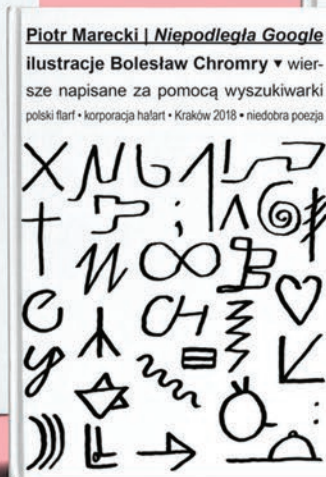 Piotr Marecki | Niepodległa Google
ilustracje Bolesław Chromry ▾ wier-
sze napisane za pomocą wyszukiwarki
polski flarf • korporacja ha!art • Kraków 2018 • niedobra poezja